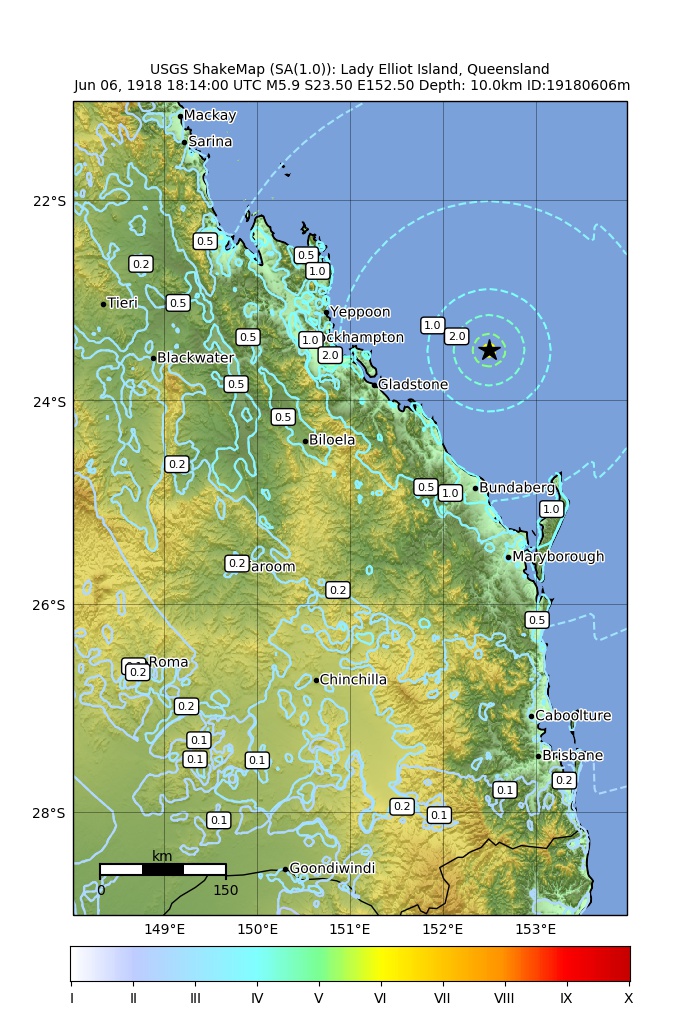 USGS ShakeMap (SA(1.0)): Lady Elliot Island, Queensland
Jun 06, 1918 18:14:00 UTC M5.9 S23.50 E152.50 Depth: 10.0km ID:19180606m
Mackay
Sarina
22°S
0.5
0.5
0.2
1.0
Tieri
0.5
Yeppoon
1.0
0.5
1.0
ckhampton
2.0
Blackwater
2.0
0.5
Gladstone
24°S
0.5
Biloela
0.2
0.5
1.0
Bundaberg
1.0
Maryborough
0.2
aroom
0.2
26°S
0.5
Roma
0.2
Chinchilla
0.2
Caboolture
0.1
Brisbane
0.1
0.1
0.2
0.1
0.2
0.1
28°S
0.1
km
Goondiwindi
0
150
149°E
150°E
151°E
152°E
153°E
I
II
III
IV
V
VI
VII
VIII
IX
X